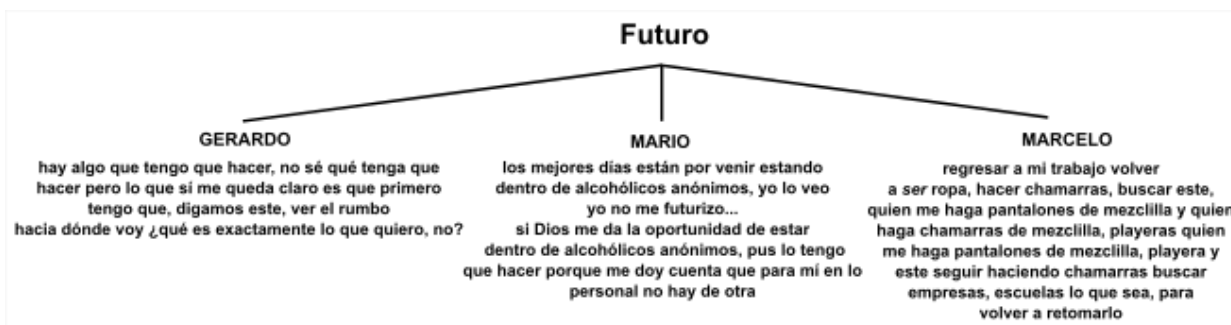 Futuro
GERARDO
hay algo que tengo que hacer, no sé qué tenga que
hacer pero lo que si me queda claro es que primero
tengo que, digamos este, ver el rumbo
hacia dónde voy ¿qué es exactamente lo que quiero, no?
MARIO
los mejores días están por venir estando
dentro de alcohólicos anónimos, yo lo veo
yo no me futurizo...
si Dios me da la oportunidad de estar
dentro de alcohólicos anónimos, pus lo tengo
que hacer porque me doy cuenta que para mí en lo
personal no hay de otra
MARCELO
regresar a mi trabajo volver
a ser ropa, hacer chamarras, buscar este,
quien me haga pantalones de mezclilla y quien
haga chamarras de mezclilla, playeras quien
me haga pantalones de mezclilla, playera y
este seguir haciendo chamarras buscar
empresas, escuelas lo que sea, para
volver a retomarlo